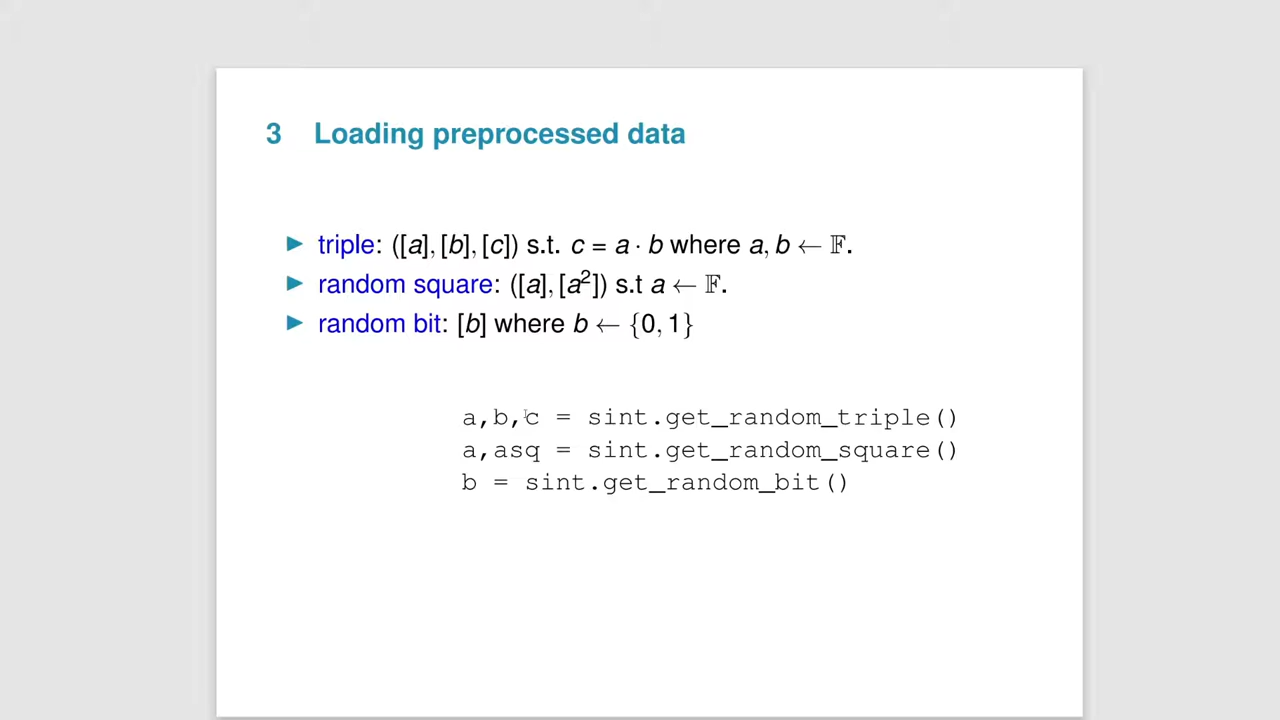 3 Loading preprocessed data
▶ triple: ([a], [b], [c]) s.t. c = a · b where a, b ← 𝔽.
▶ random square: ([a], [a²]) s.t a ← 𝔽.
▶ random bit: [b] where b ← {0, 1}
a,b,c = sint.get_random_triple()
a,asq = sint.get_random_square()
b = sint.get_random_bit()